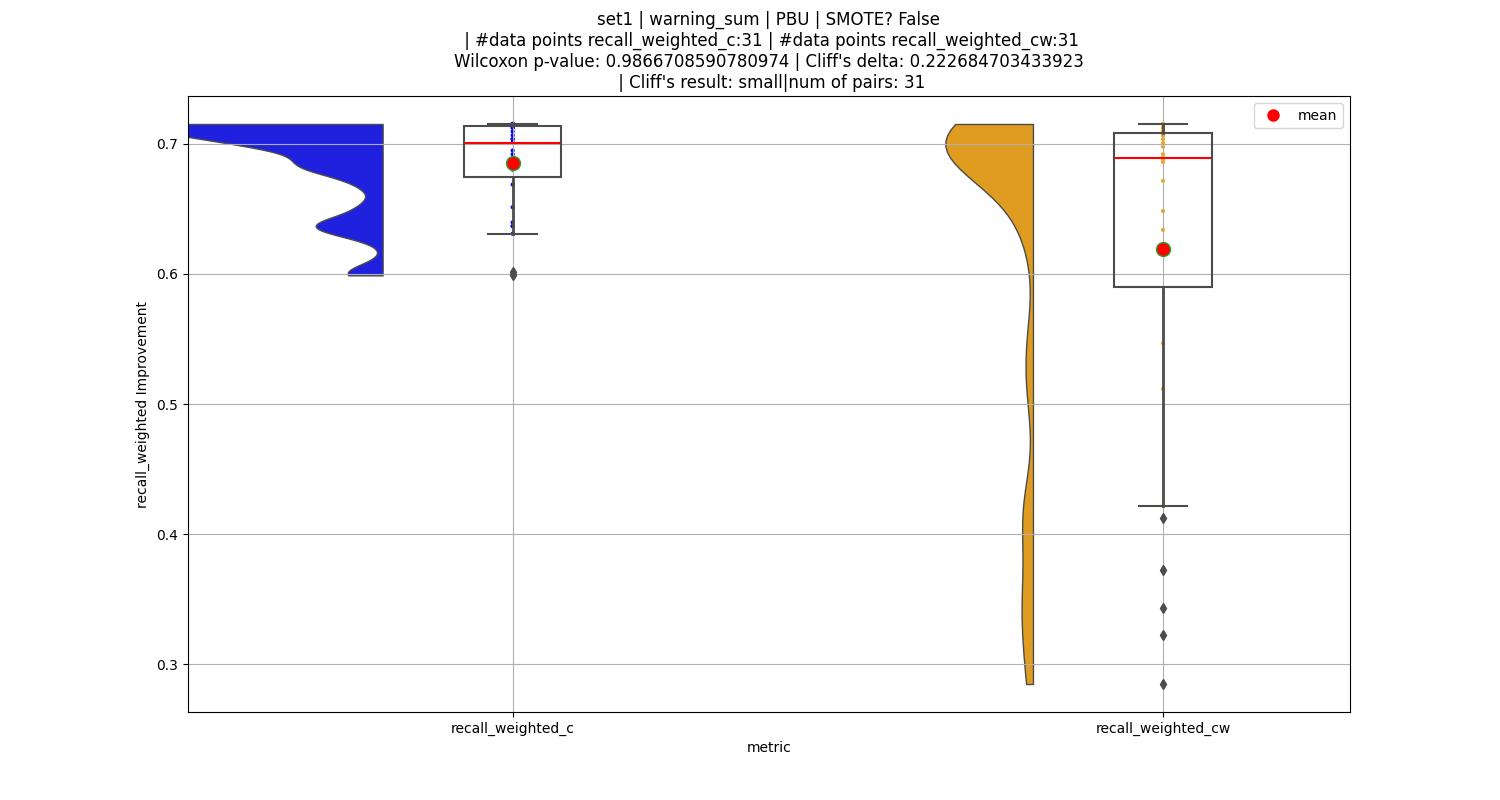 set1 | warning_sum | PBU | SMOTE? False
| #data points recall_weighted_c:31 | #data points recall_weighted_cw:31
Wilcoxon p-value: 0.9866708590780974 | Cliff's delta: 0.222684703433923
| Cliff's result: small|num of pairs: 31
mean
0.7
0.6
0.5
0.4
0.3
recall_weighted Improvement
recall_weighted_c
recall_weighted_cw
metric